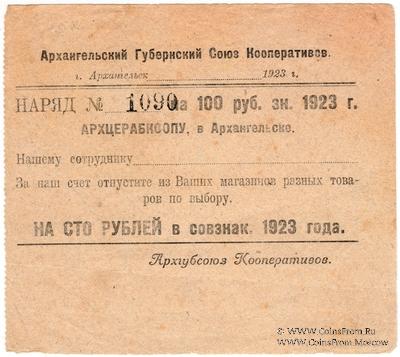 Архангельский Губернский Союз Кооперативов.
г. Архангельск 1923 г.
НАРЯД № 1090 на 100 руб. зн. 1923 г.
АРХЦЕРАБКООПУ, в Архангельске.
Нашему сотруднику
За наш счет отпустите из Ваших магазинов разных това-
ров по выбору.
НА СТО РУБЛЕЙ в совзнак. 1923 года.
Архгубсоюз Кооперативов.
© WWW.CoinsFrom.Ru
www.CoinsFrom.Moscow